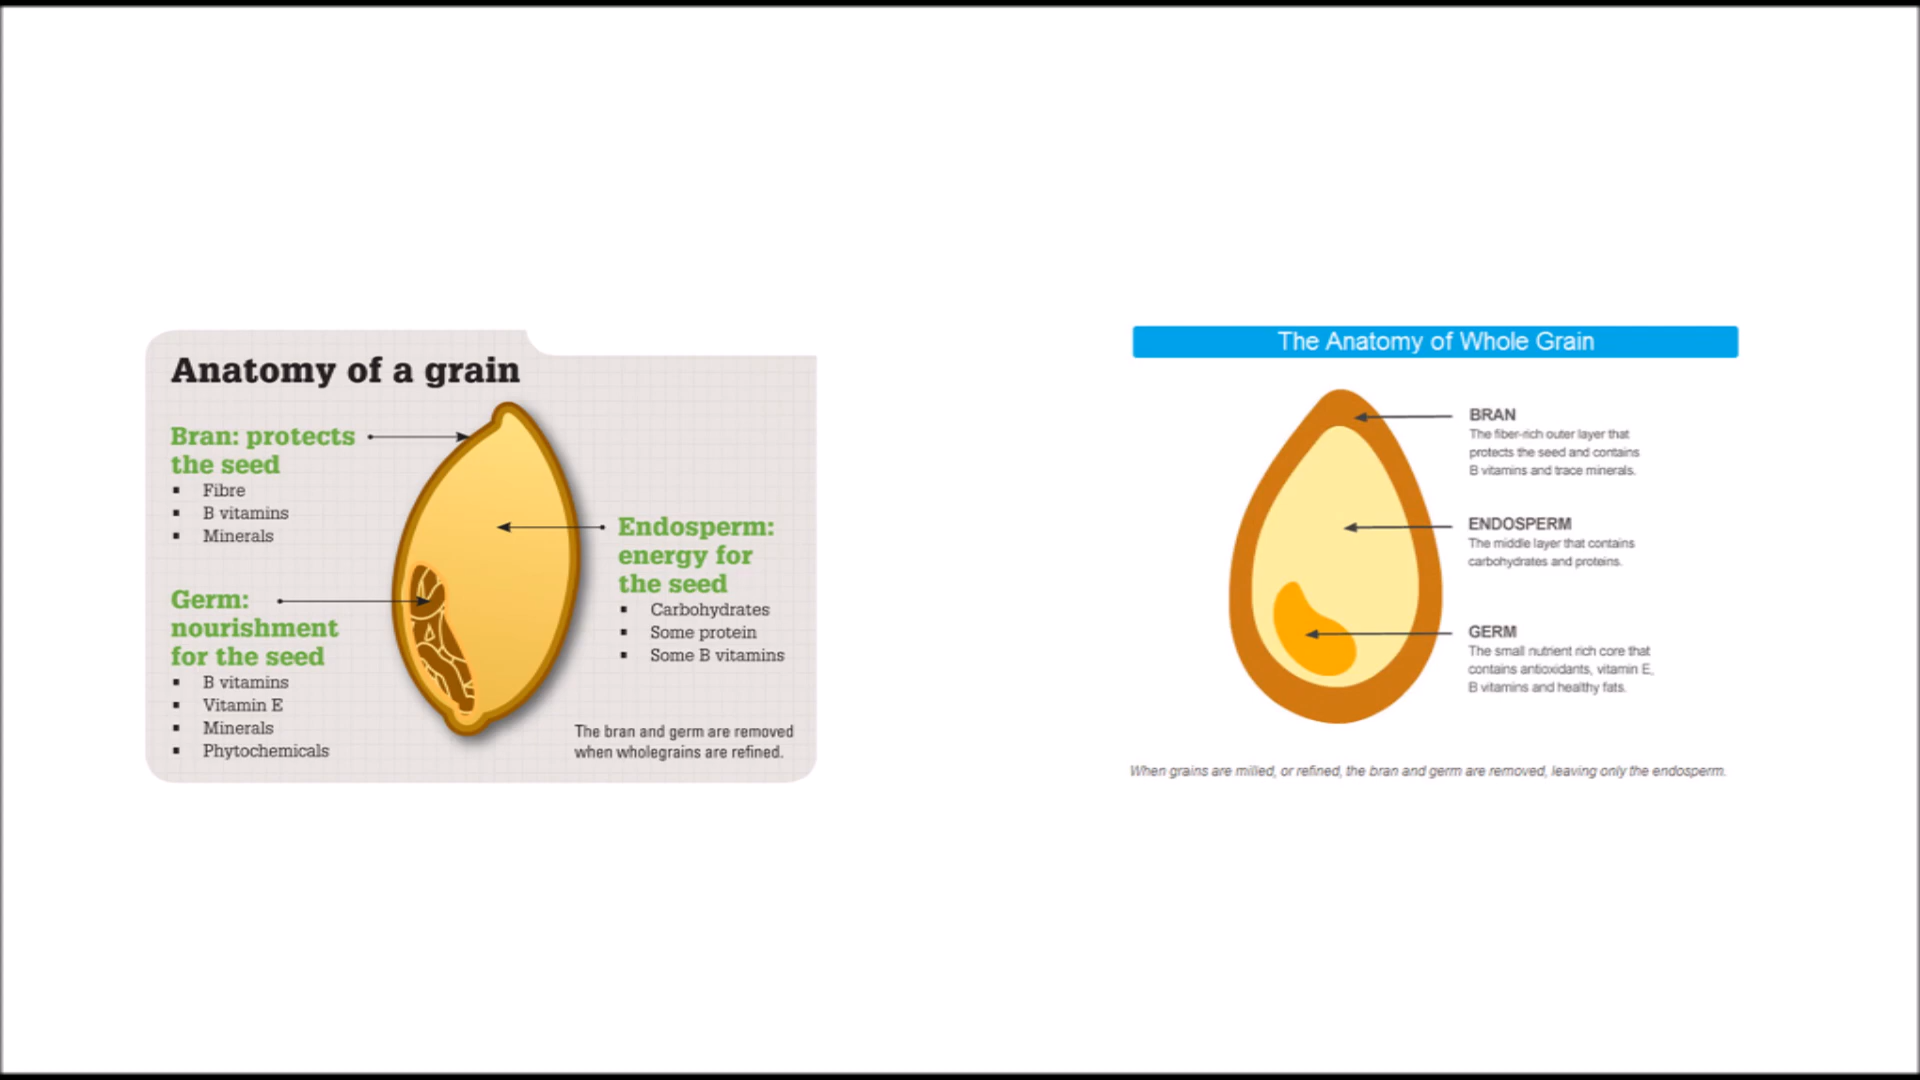 Anatomy of a grain
Bran: protects
the seed
▪ Fibre
▪ B vitamins
▪ Minerals
Germ:
nourishment
for the seed
▪ B vitamins
▪ Vitamin E
▪ Minerals
▪ Phytochemicals
Endosperm:
energy for
the seed
▪ Carbohydrates
▪ Some protein
▪ Some B vitamins
The bran and germ are removed
when wholegrains are refined.
The Anatomy of Whole Grain
BRAN
The fiber-rich outer layer that
protects the seed and contains
B vitamins and trace minerals.
ENDOSPERM
The middle layer that contains
carbohydrates and proteins.
GERM
The small nutrient rich core that
contains antioxidants, vitamin E,
B vitamins and healthy fats.
When grains are milled, or refined, the bran and germ are removed, leaving only the endosperm.